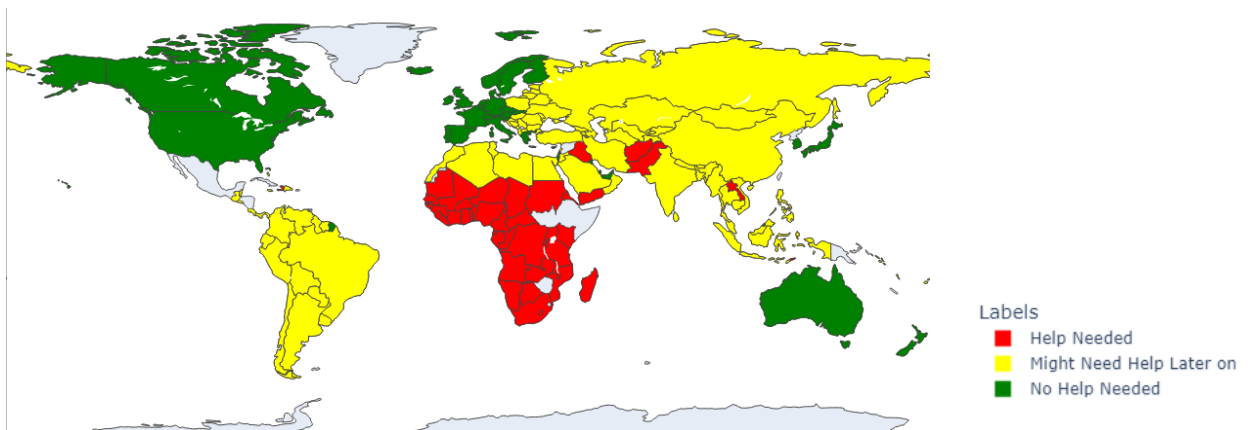 Labels
Help Needed
Might Need Help Later on
No Help Needed